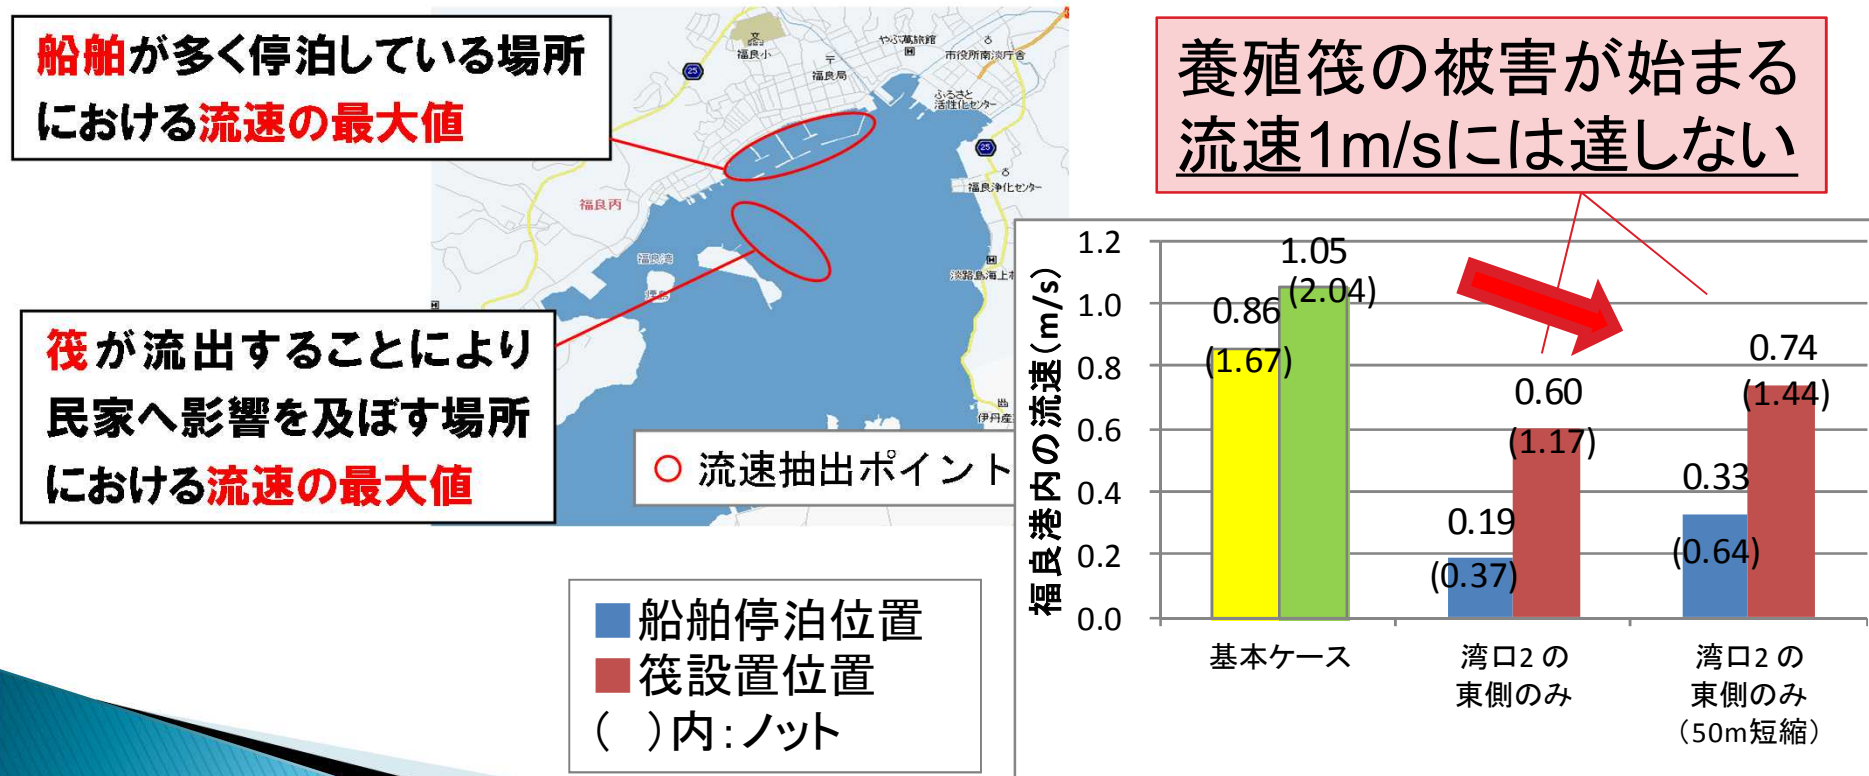 船舶が多く停泊している場所
における流速の最大値
筏が流出することにより
民家へ影響を及ぼす場所
における流速の最大値
福良小
福良局
やぶ萬旅館
市役所南淡庁舎
ふるさと
活性化センター
25
25
福良浄化センター
福良丙
福良湾
煙島
淡路島海上ホ
伊丹産
流速抽出ポイント
養殖筏の被害が始まる
流速1m/sには達しない
福良港内の流速(m/s)
1.2
1.0
0.8
0.6
0.4
0.2
0.0
0.86
(1.67)
1.05
(2.04)
0.19
(0.37)
0.60
(1.17)
0.33
(0.64)
0.74
(1.44)
基本ケース
湾口2 の
東側のみ
湾口2 の
東側のみ
（50m短縮）
船舶停泊位置
筏設置位置
(　)内:ノット